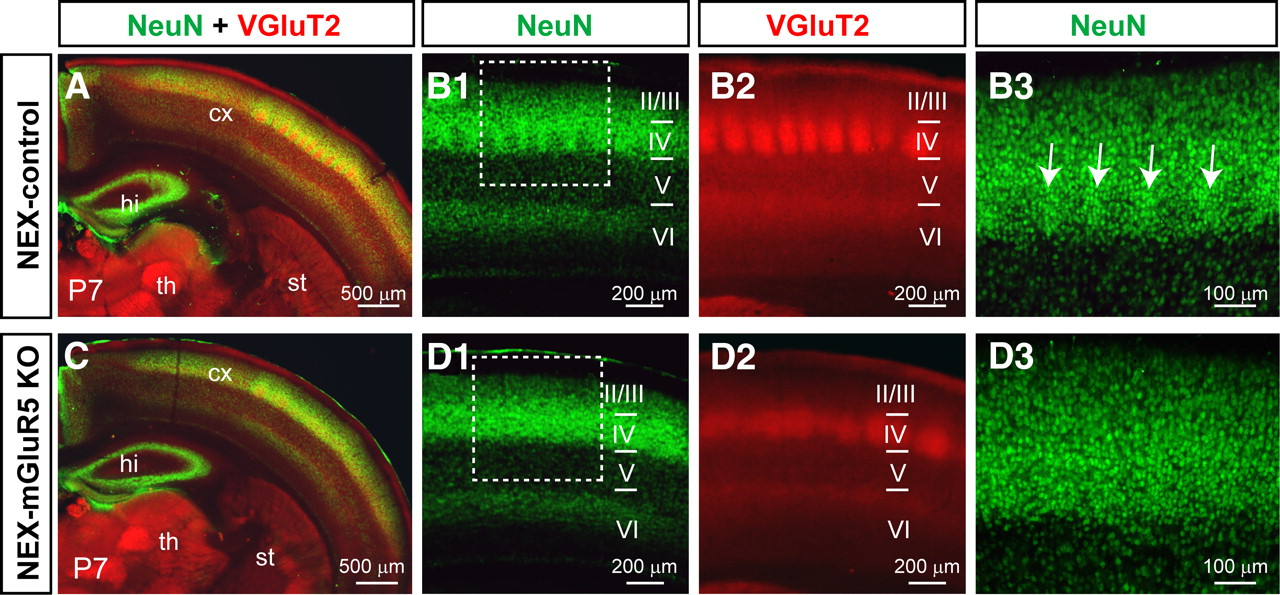 NeuN + VGluT2
NeuN
VGluT2
NeuN
NEX-control
A
cx
hi
th
st
P7
500 μm
B1
II/III
IV
V
VI
200 μm
B2
II/III
IV
V
VI
200 μm
B3
100 μm
NEX-mGluR5 KO
C
cx
hi
th
st
P7
500 μm
D1
II/III
IV
V
VI
200 μm
D2
II/III
IV
V
VI
200 μm
D3
100 μm